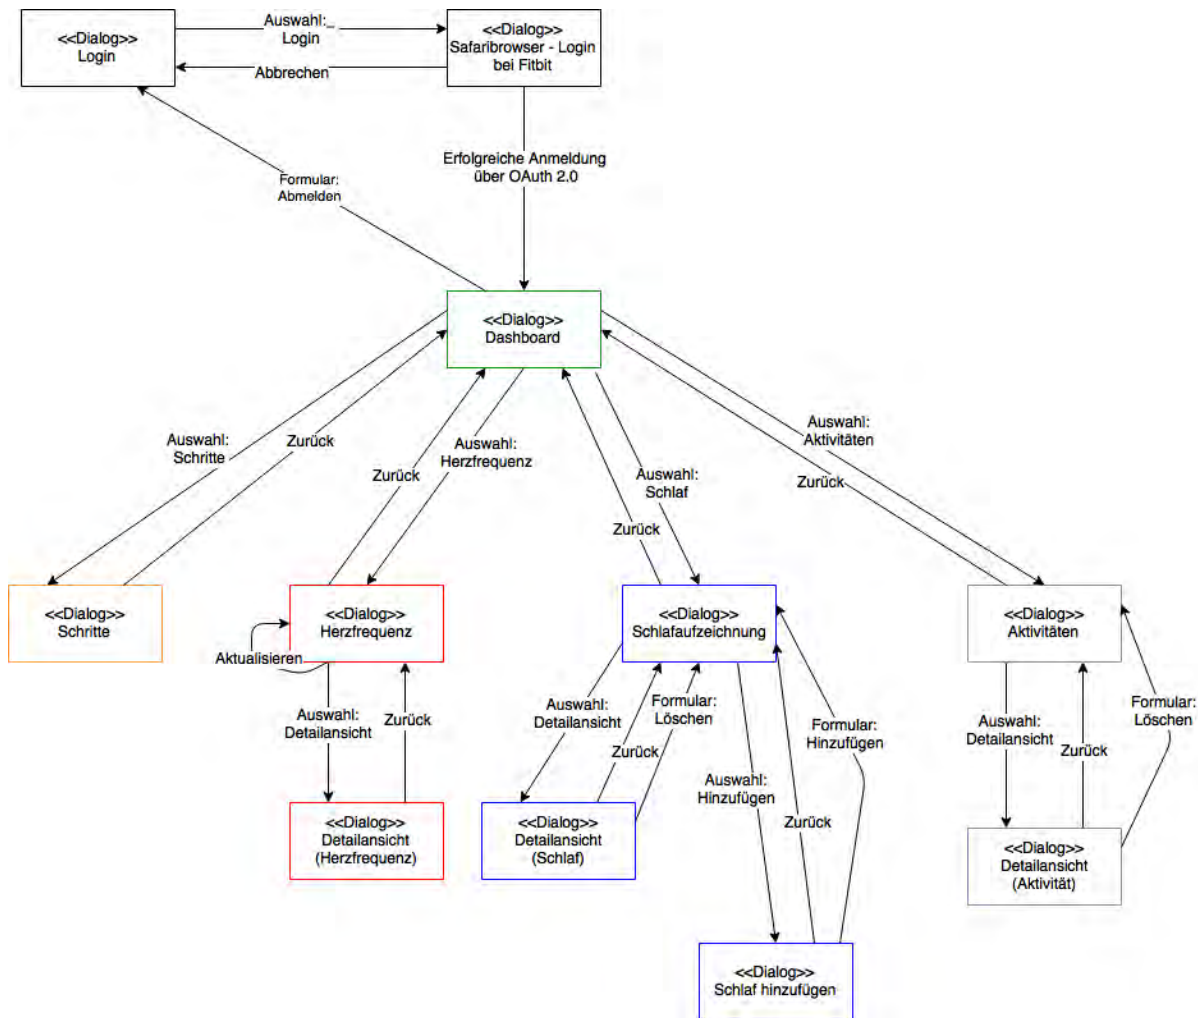 <<Dialog>>
Login
Auswahl:_
Login
Abbrechen
<<Dialog>>
Safaribrowser - Login
bei Fitbit
Erfolgreiche Anmeldung
über OAuth 2.0
Formular:
Abmelden
<<Dialog>>
Dashboard
Auswahl:
Schritte
Zurück
Zurück
Auswahl:
Herzfrequenz
Auswahl:
Schlaf
Zurück
Auswahl:
Aktivitäten
Zurück
<<Dialog>>
Schritte
<<Dialog>>
Herzfrequenz
Aktualisieren
<<Dialog>>
Schlafaufzeichnung
<<Dialog>>
Aktivitäten
Auswahl:
Detailansicht
Zurück
Auswahl:
Detailansicht
Zurück
Formular:
Löschen
Auswahl:
Hinzufügen
Zurück
Formular:
Hinzufügen
Auswahl:
Detailansicht
Zurück
Formular:
Löschen
<<Dialog>>
Detailansicht
(Herzfrequenz)
<<Dialog>>
Detailansicht
(Schlaf)
<<Dialog>>
Detailansicht
(Aktivität)
<<Dialog>>
Schlaf hinzufügen